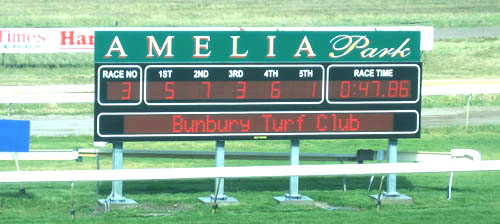 Times Har
AMELIA Park
RACE NO 1ST 2ND 3RD 4TH 5TH RACE TIME
3 5 7 3 6 1 0:47.86
Bunbury Turf Club